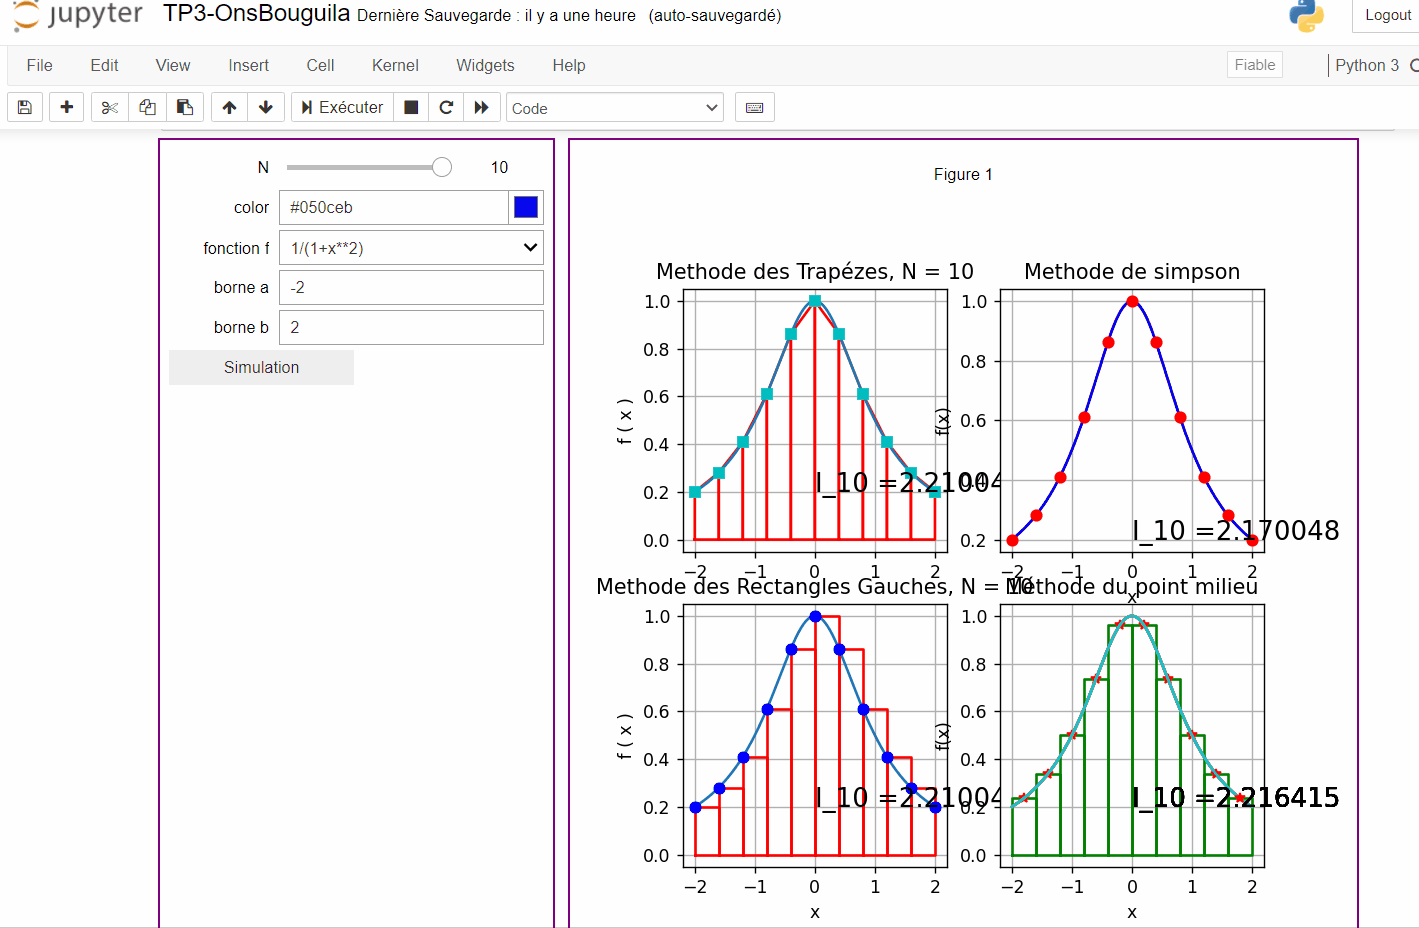 jupyter TP3-OnsBouguila Dernière Sauvegarde : il y a une heure (auto-sauvegardé) Logout
File Edit View Insert Cell Kernel Widgets Help Fiable Python 3
Exécuter Code
N 10
color #050ceb
fonction f 1/(1+x**2)
borne a -2
borne b 2
Simulation
Figure 1
Methode des Trapézes, N = 10
f ( x )
1.0
0.8
0.6
0.4
0.2
0.0
I_10 =2.21004
−2 −1 0 1 2
Methode de simpson
f(x)
1.0
0.8
0.6
0.2
I_10 =2.170048
−2 −1 0 1 2
x
Methode des Rectangles Gauches, N = 10
f ( x )
1.0
0.8
0.6
0.4
0.2
0.0
I_10 =2.21004
−2 −1 0 1 2
x
Méthode du point milieu
f(x)
1.0
0.8
0.6
0.4
0.2
0.0
I_10 =2.216415
−2 −1 0 1 2
x